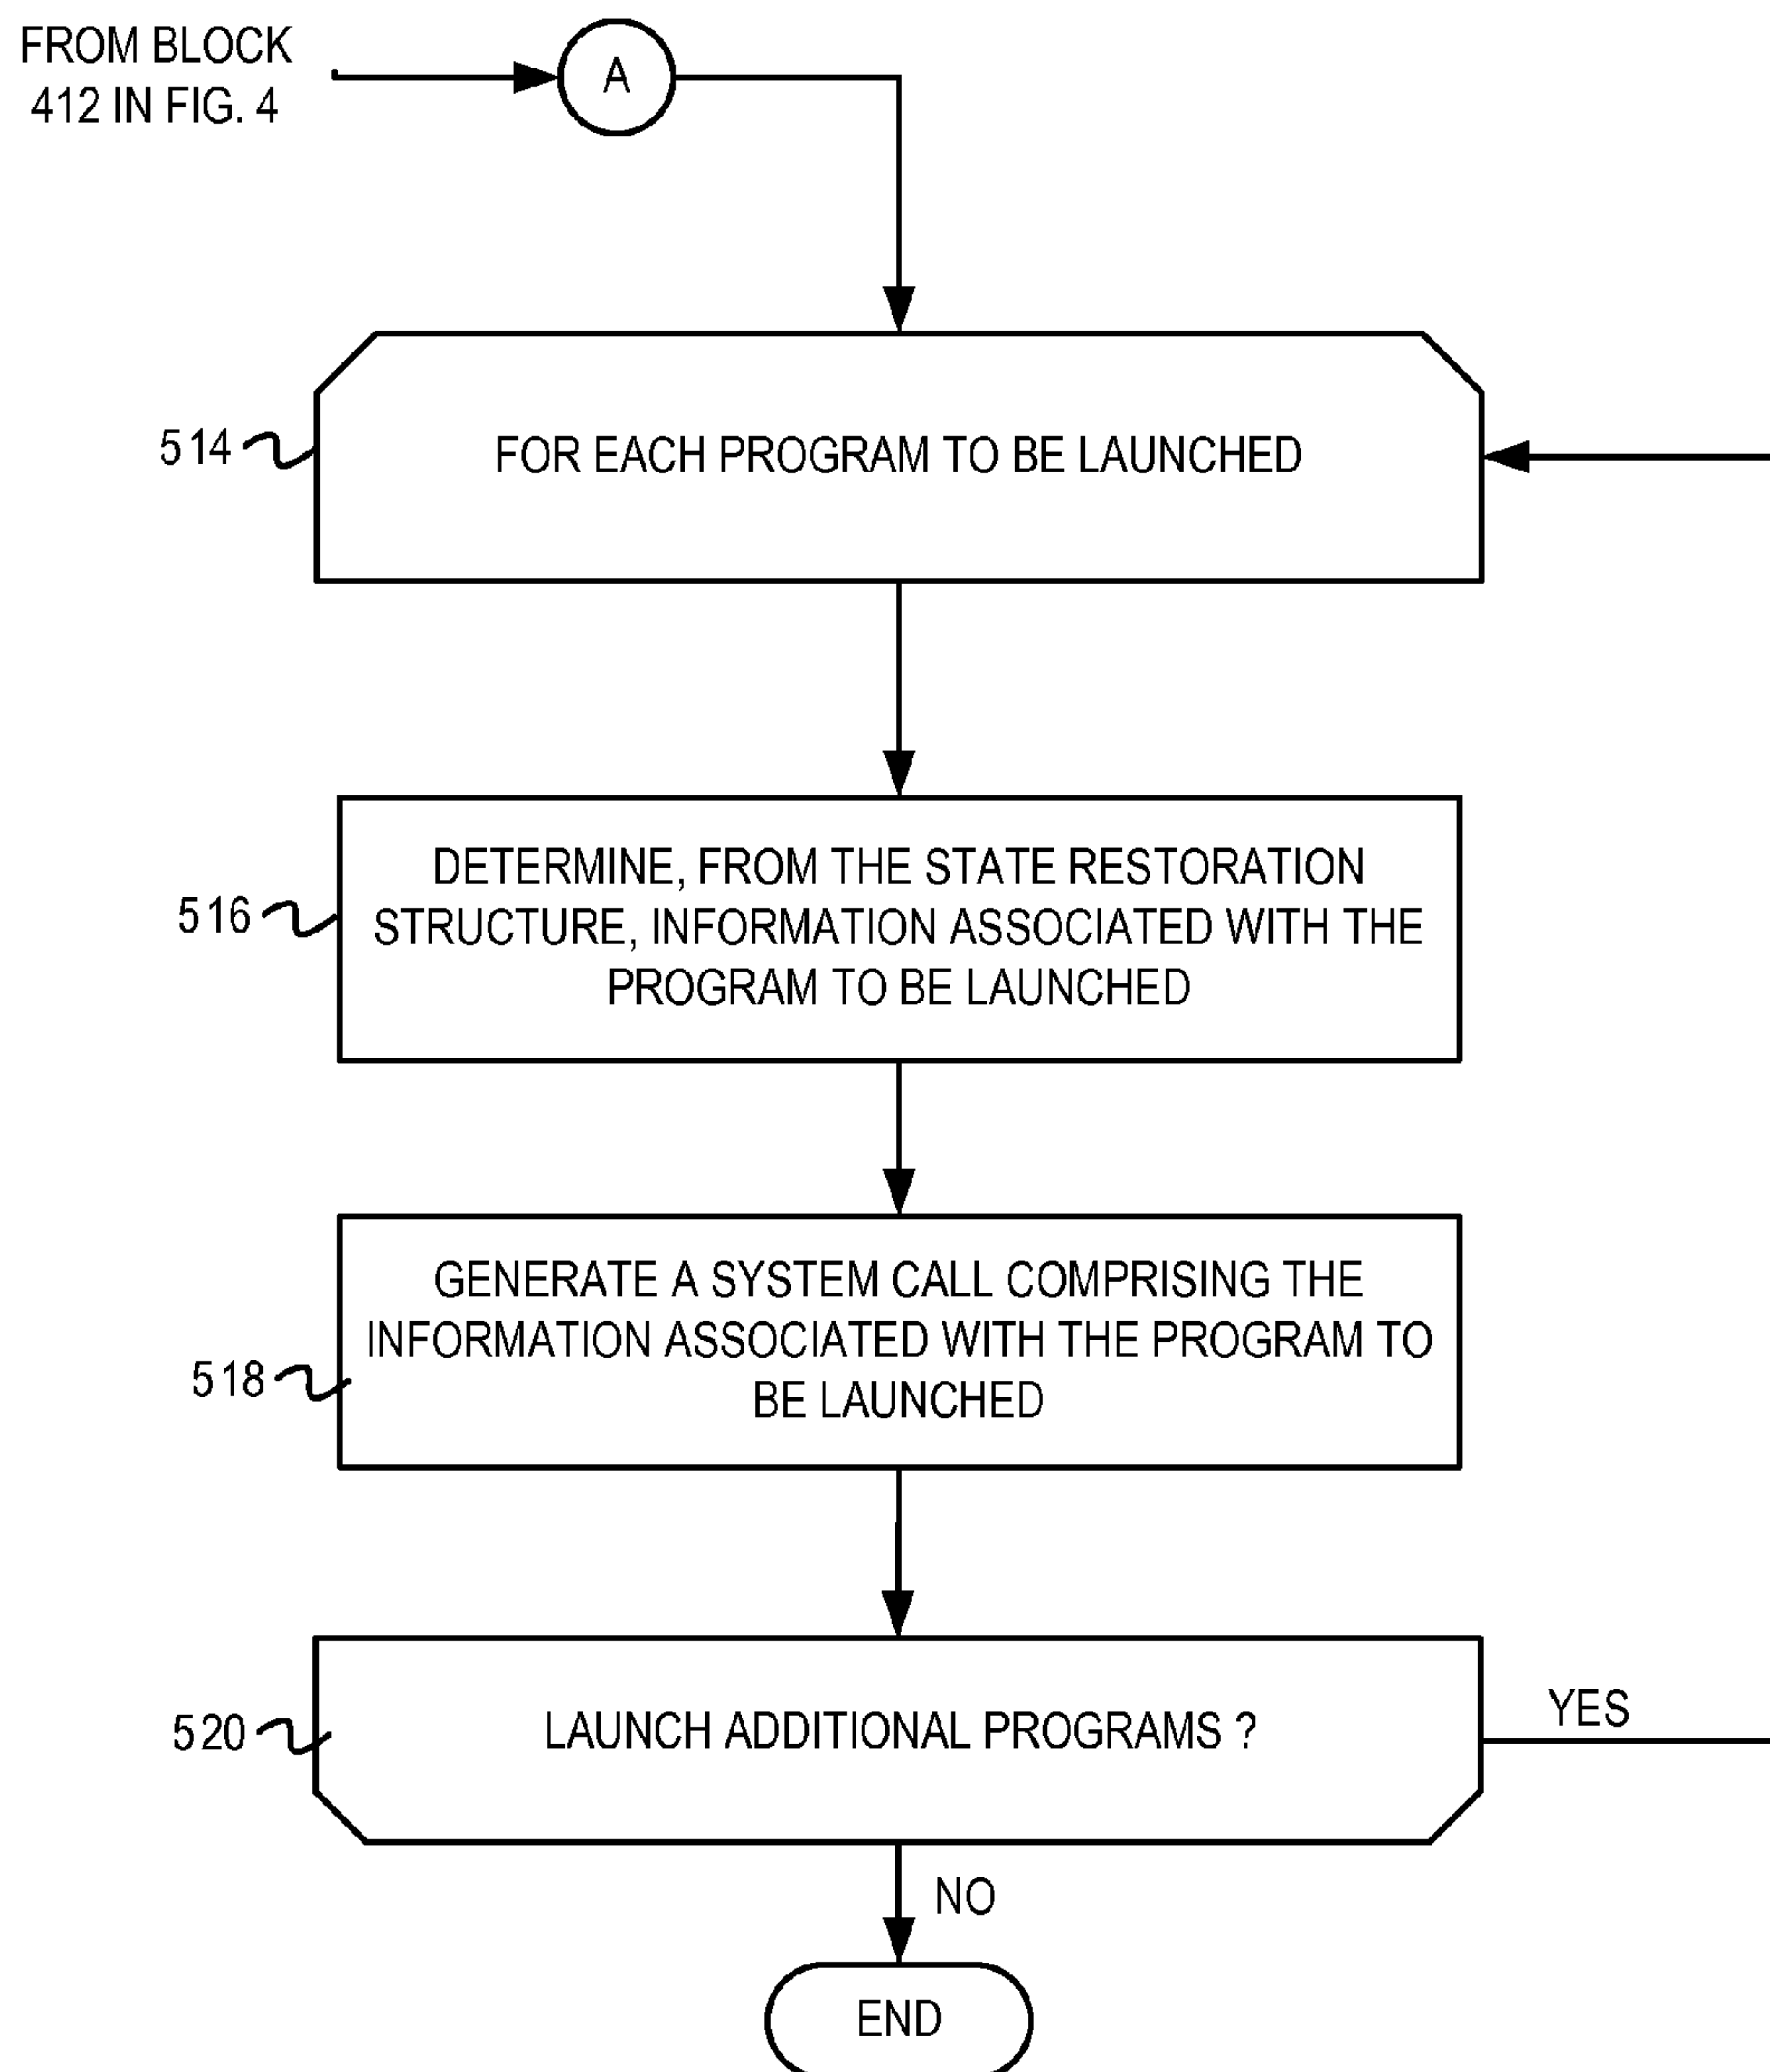 FROM BLOCK
412 IN FIG. 4
A
514
FOR EACH PROGRAM TO BE LAUNCHED
516
DETERMINE, FROM THE STATE RESTORATION
STRUCTURE, INFORMATION ASSOCIATED WITH THE
PROGRAM TO BE LAUNCHED
518
GENERATE A SYSTEM CALL COMPRISING THE
INFORMATION ASSOCIATED WITH THE PROGRAM TO
BE LAUNCHED
520
LAUNCH ADDITIONAL PROGRAMS ?
YES
NO
END